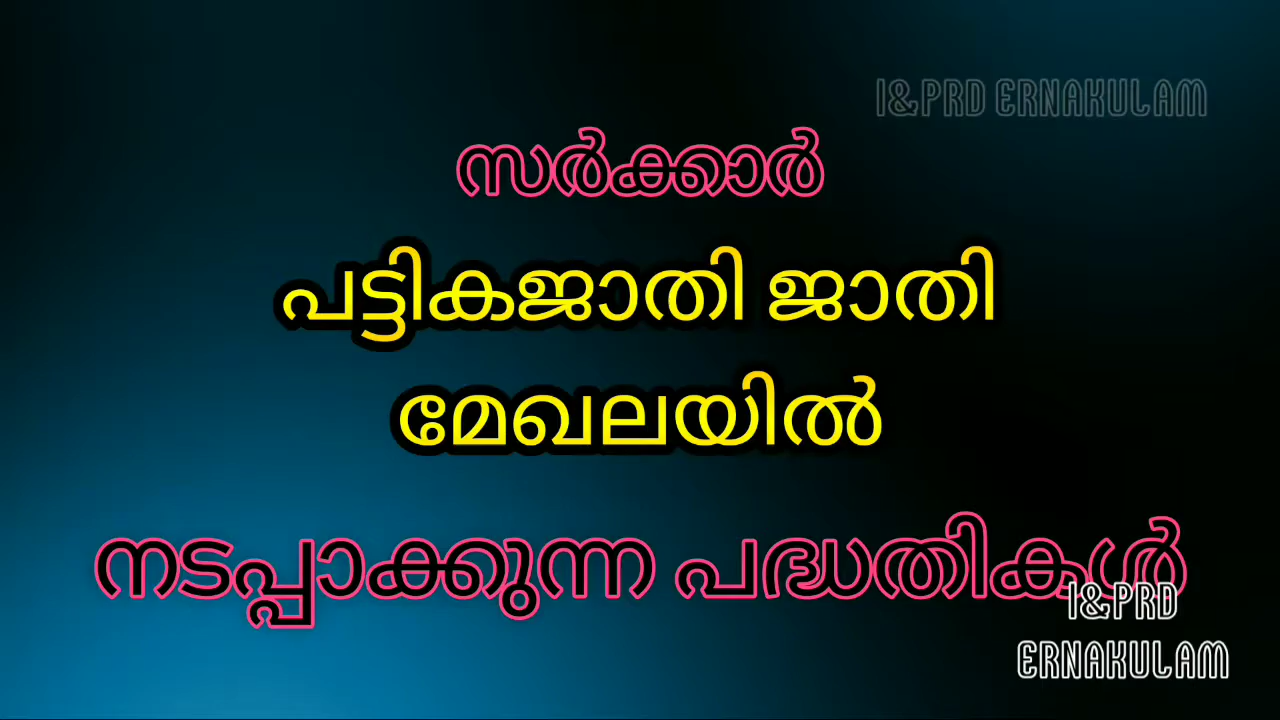 I&PRD ERNAKULAM
സർക്കാർ
പട്ടികജാതി ജാതി
മേഖലയിൽ
നടപ്പാക്കുന്ന പദ്ധതികൾ
I&PRD
ERNAKULAM